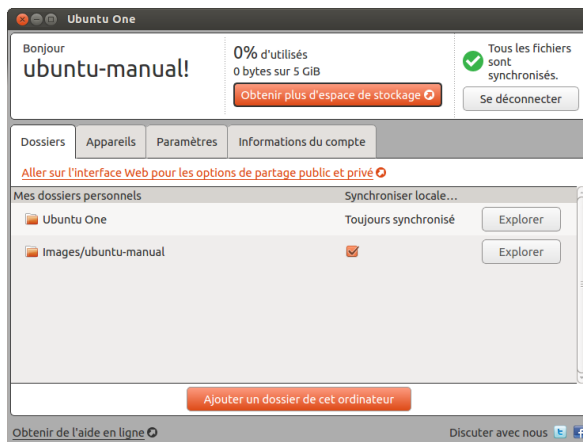 Ubuntu One
Bonjour
ubuntu-manual!
0% d'utilisés
0 bytes sur 5 GiB
Obtenir plus d'espace de stockage
Tous les fichiers
sont
synchronisés.
Se déconnecter
Dossiers Appareils Paramètres Informations du compte
Aller sur l'interface Web pour les options de partage public et privé
Mes dossiers personnels Synchroniser locale...
Ubuntu One Toujours synchronisé Explorer
Images/ubuntu-manual Explorer
Ajouter un dossier de cet ordinateur
Obtenir de l'aide en ligne Discuter avec nous